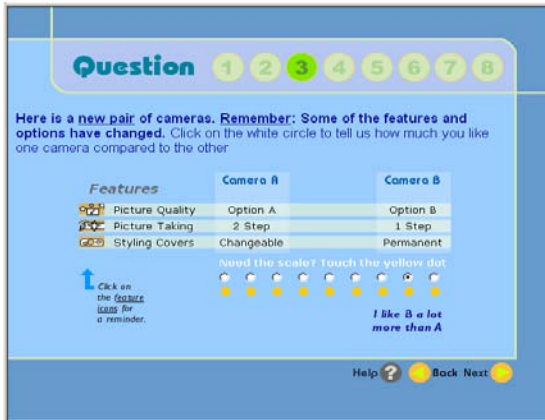 Question 1 2 3 4 5 6 7 8
Here is a new pair of cameras. Remember: Some of the features and
options have changed. Click on the white circle to tell us how much you like
one camera compared to the other
Features Camera A Camera B
Picture Quality Option A Option B
Picture Taking 2 Step 1 Step
Styling Covers Changeable Permanent
Need the scale? Touch the yellow dot
Click on
the feature
icons for
a reminder.
I like B a lot
more than A
Help ? Back Next